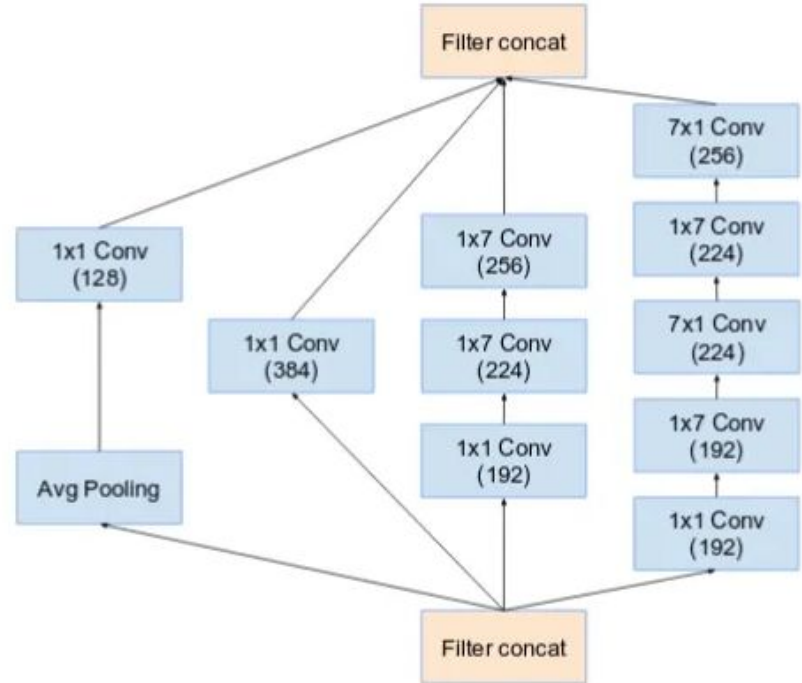 Filter concat
7x1 Conv
(256)
1x7 Conv
(224)
1x1 Conv
(128)
1x7 Conv
(256)
1x1 Conv
(384)
1x7 Conv
(224)
7x1 Conv
(224)
Avg Pooling
1x1 Conv
(192)
1x7 Conv
(192)
1x1 Conv
(192)
Filter concat